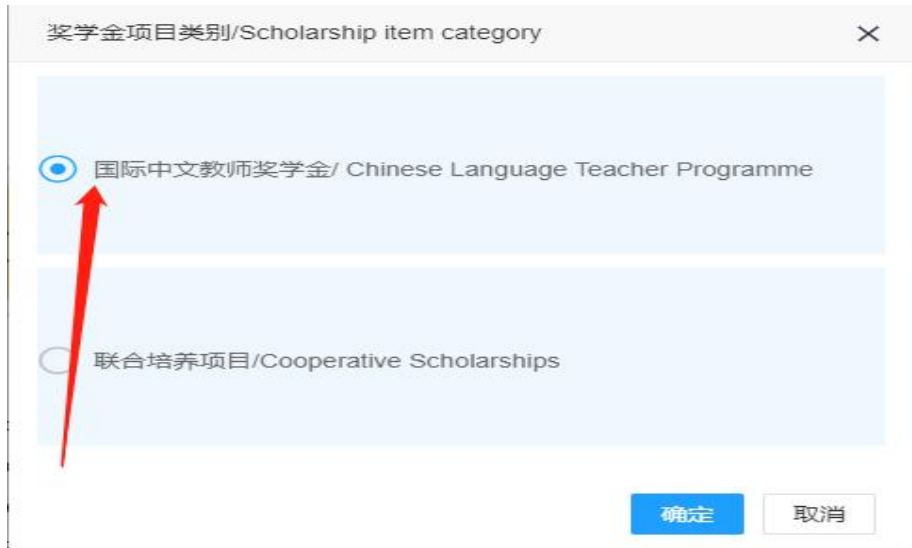 奖学金项目类别/Scholarship item category
国际中文教师奖学金/ Chinese Language Teacher Programme
联合培养项目/Cooperative Scholarships
确定
取消